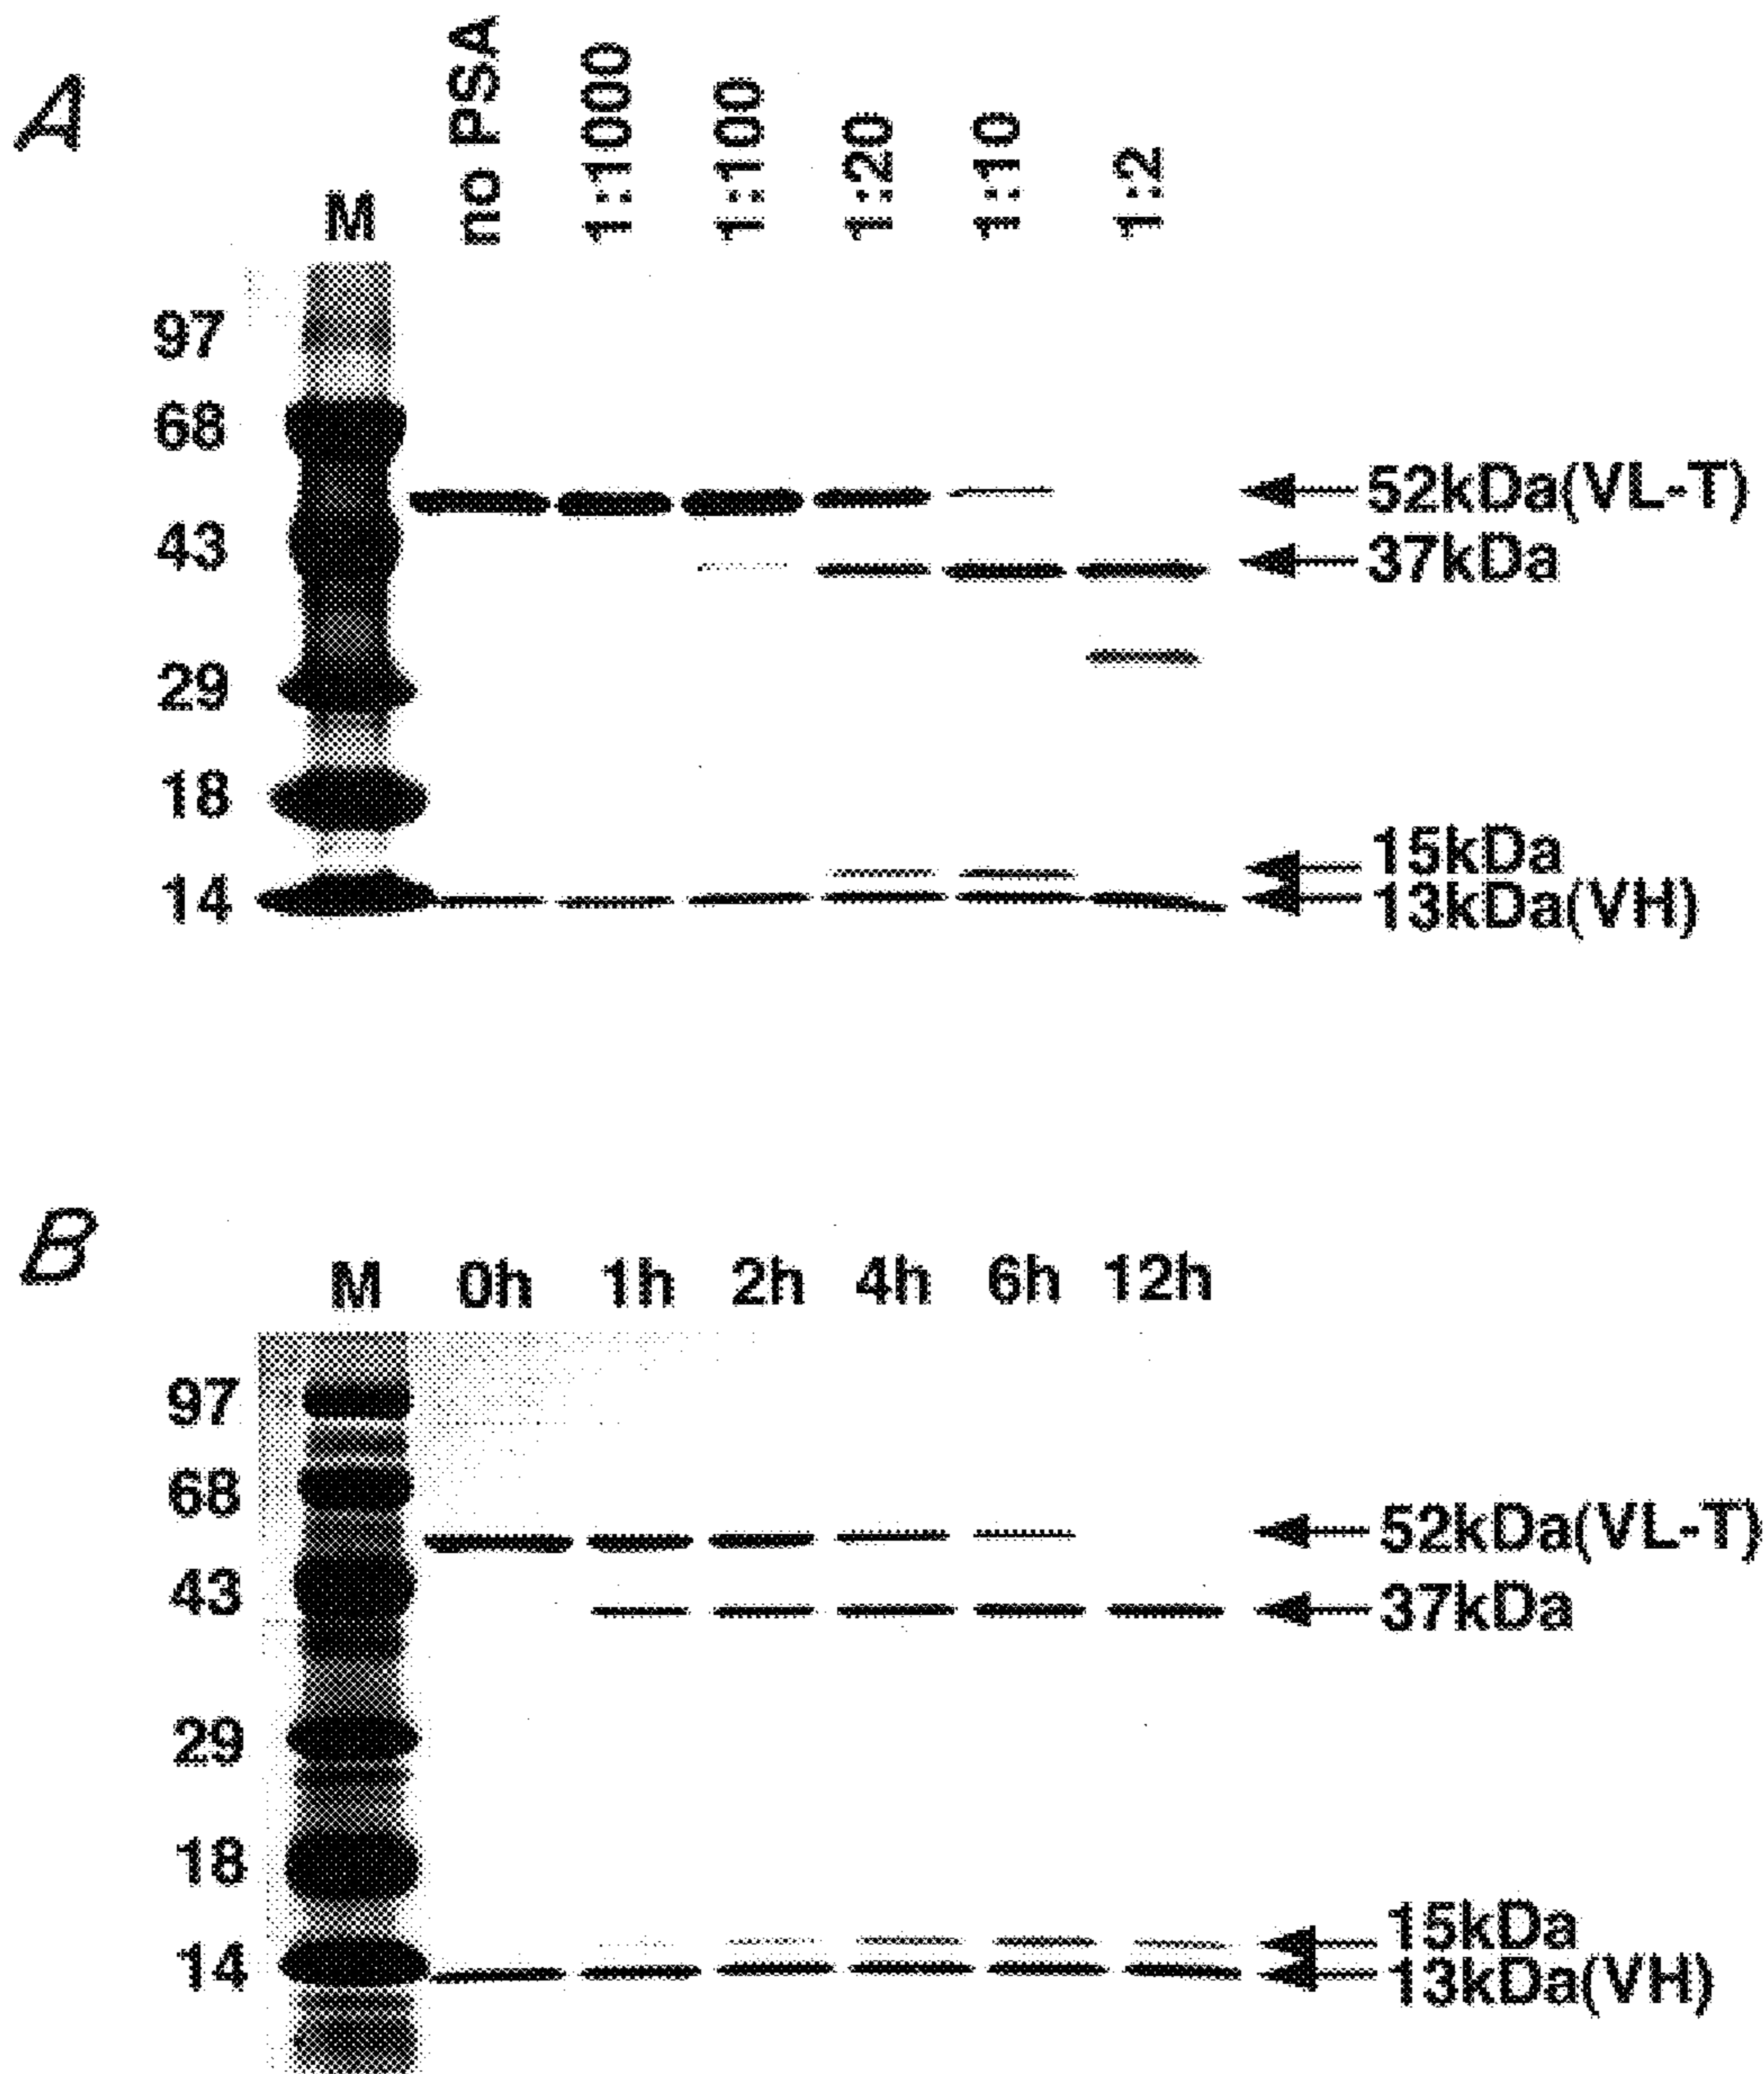 A
M no PSA 1:1000 1:100 1:20 1:10 1:2
97
68
52kDa(VL-T)
43
37kDa
29
18
15kDa
14
13kDa(VH)
B
M 0h 1h 2h 4h 6h 12h
97
68
52kDa(VL-T)
43
37kDa
29
18
15kDa
14
13kDa(VH)